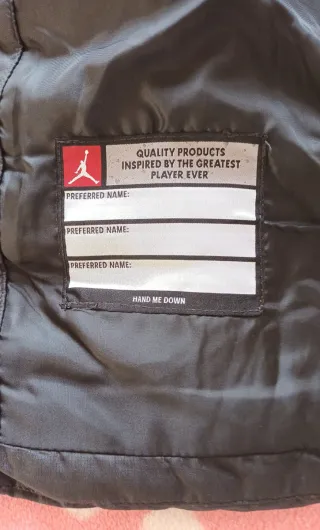 QUALITY PRODUCTS
INSPIRED BY THE GREATEST
PLAYER EVER
PREFERRED NAME:
PREFERRED NAME:
PREFERRED NAME:
HAND ME DOWN